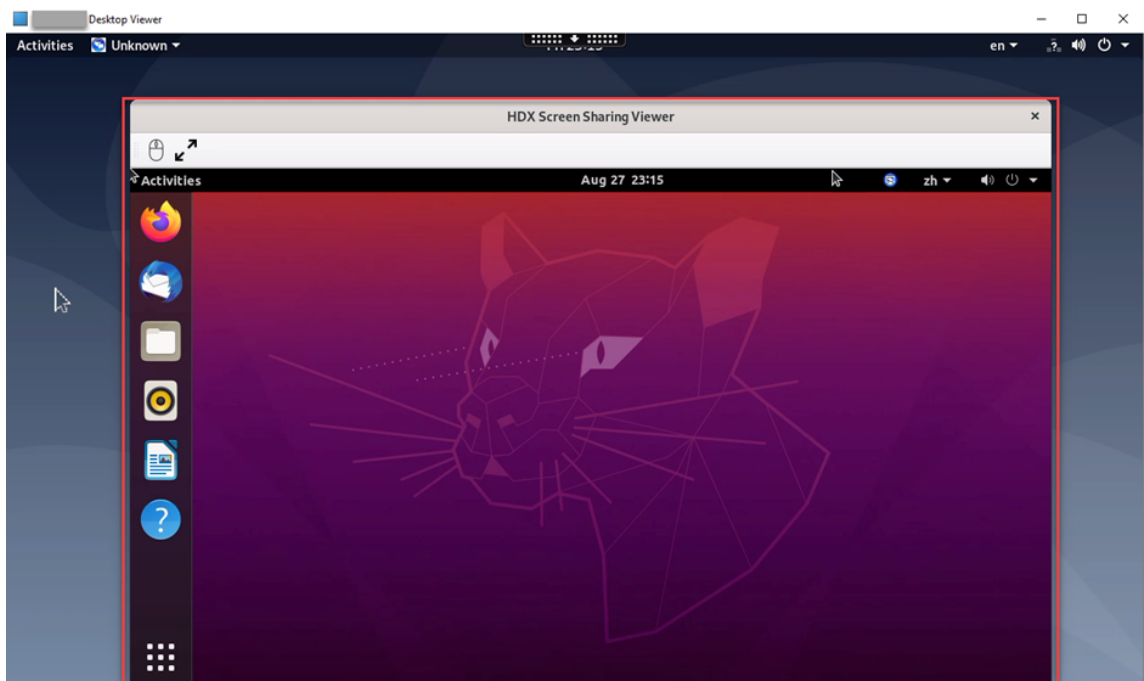 Desktop Viewer
Activities Unknown en
HDX Screen Sharing Viewer
Activities Aug 27 23:15 zh
?